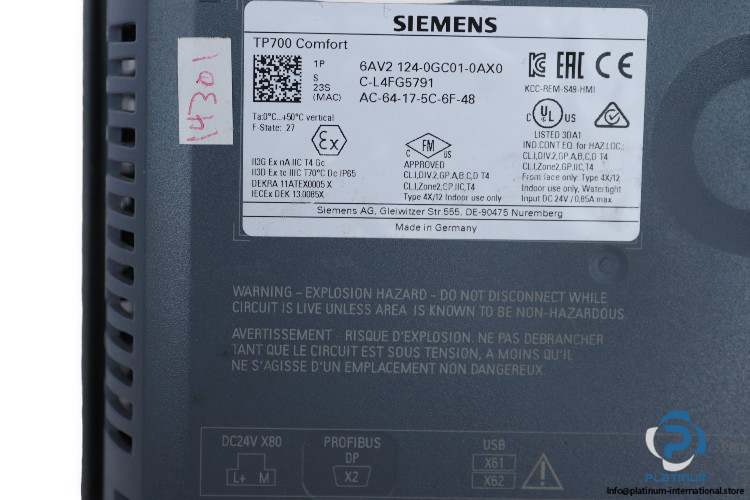 SIEMENS
TP700 Comfort
1P 6AV2 124-0GC01-0AX0
S C-L4FG5791
23S
(MAC) AC-64-17-5C-6F-48
KCC-REM-S49-HMI
14301
Ta:0°C...+50°C vertical
F-State: 27
Ex
II3G Ex nA IIC T4 Gc
II3D Ex tc IIIC T70°C Dc IP65
DEKRA 11ATEX0005 X
IECEx DEK 13.0085X
FM
C US
APPROVED
CL.I,DIV.2,GP.A,B,C,D T4
CL.I,Zone2,GP.IIC,T4
Type 4X/12 Indoor use only
EAC CE
C UL US
LISTED 30A1
IND.CONT.EQ. for HAZ.LOC.:
CL.I,DIV.2,GP.A,B,C,D T4
CL.I,Zone2,GP.IIC,T4
Front face only: Type 4X/12
Indoor use only, Watertight
Input DC 24V / 0,85A max.
Siemens AG, Gleiwitzer Str.555, DE-90475 Nuremberg
Made in Germany
WARNING - EXPLOSION HAZARD - DO NOT DISCONNECT WHILE
CIRCUIT IS LIVE UNLESS AREA IS KNOWN TO BE NON-HAZARDOUS.
AVERTISSEMENT - RISQUE D'EXPLOSION. NE PAS DEBRANCHER
TANT QUE LE CIRCUIT EST SOUS TENSION, A MOINS QU'IL
NE S'AGISSE D'UN EMPLACEMENT NON DANGEREUX.
DC24V X80
L+ M
PROFIBUS
DP
X2
USB
X61
X62
PLATINUM
Info@platinum-international.store